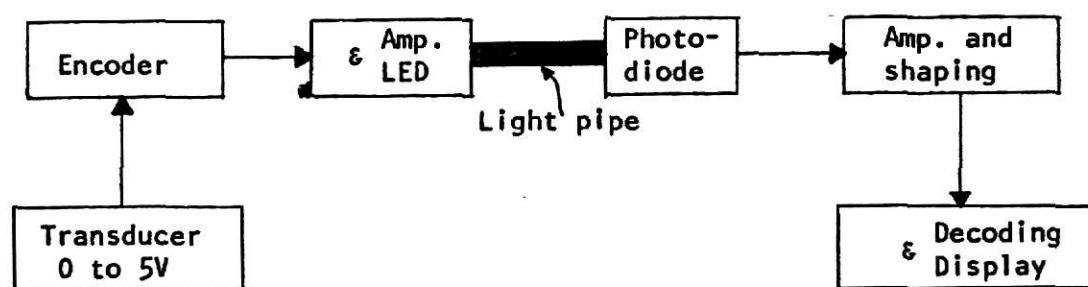 Encoder
Amp.
& LED
Photo-
diode
Amp. and
shaping
Light pipe
Transducer
0 to 5V
Decoding
& Display